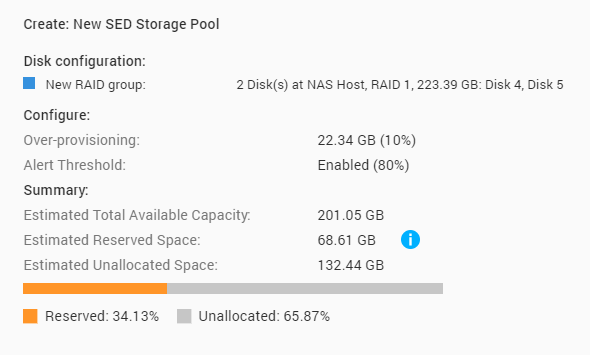 Create: New SED Storage Pool
Disk configuration:
New RAID group: 2 Disk(s) at NAS Host, RAID 1, 223.39 GB: Disk 4, Disk 5
Configure:
Over-provisioning: 22.34 GB (10%)
Alert Threshold: Enabled (80%)
Summary:
Estimated Total Available Capacity: 201.05 GB
Estimated Reserved Space: 68.61 GB i
Estimated Unallocated Space: 132.44 GB
Reserved: 34.13% Unallocated: 65.87%